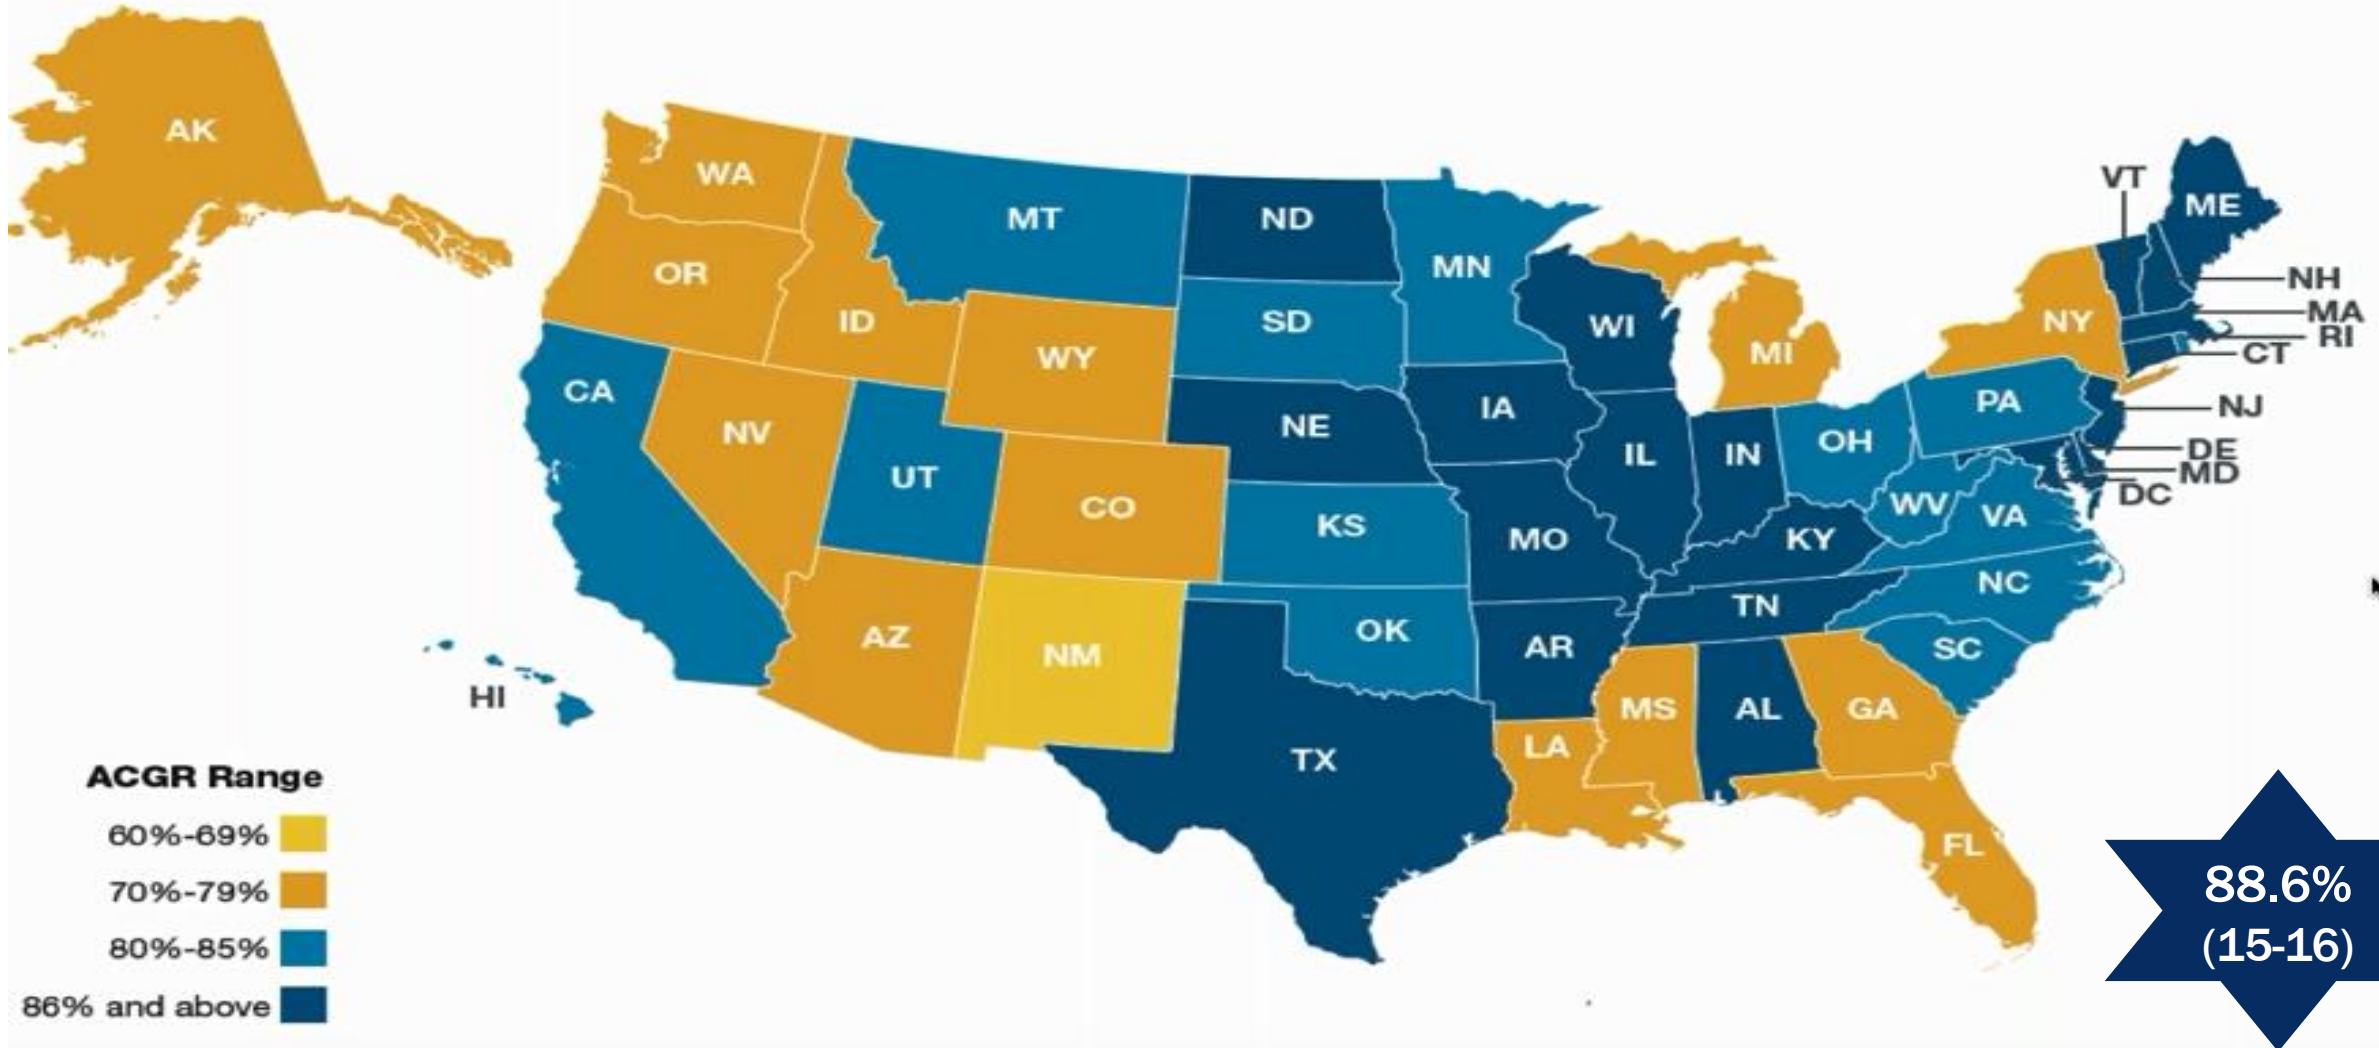 AK
WA
MT
ND
MN
VT
ME
OR
ID
SD
WI
NH
MA
RI
CT
NY
MI
WY
CA
NV
NE
IA
PA
NJ
UT
CO
IL
IN
OH
DE
MD
DC
KS
MO
KY
WV
VA
AZ
NM
OK
AR
TN
NC
SC
HI
TX
LA
MS
AL
GA
FL
ACGR Range
60%-69%
70%-79%
80%-85%
86% and above
88.6%
(15-16)